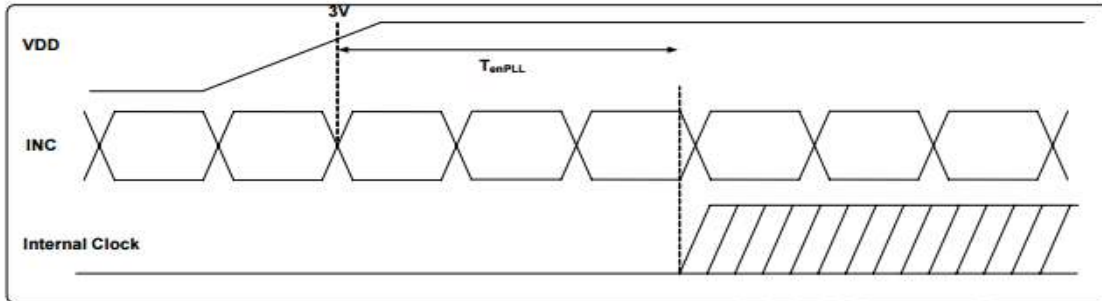 3V
VDD
TenPLL
INC
Internal Clock